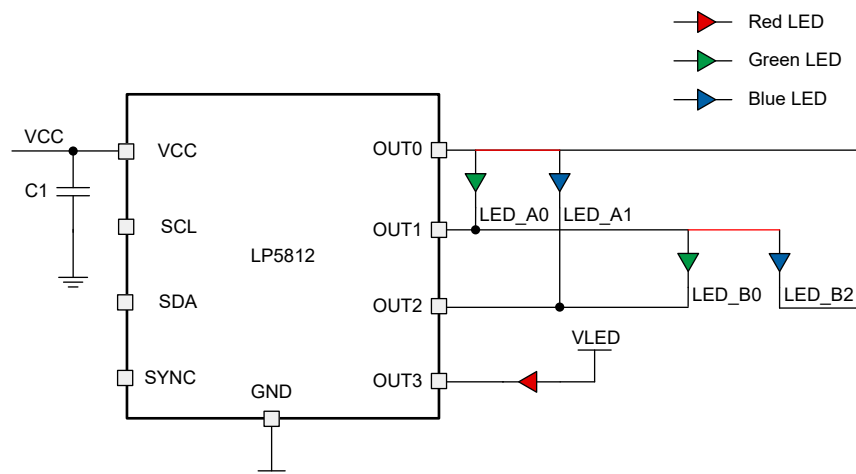 Red LED
Green LED
Blue LED
VCC
VCC
OUT0
C1
LED_A0
LED_A1
SCL
OUT1
LP5812
LED_B0
LED_B2
SDA
OUT2
VLED
SYNC
GND
OUT3